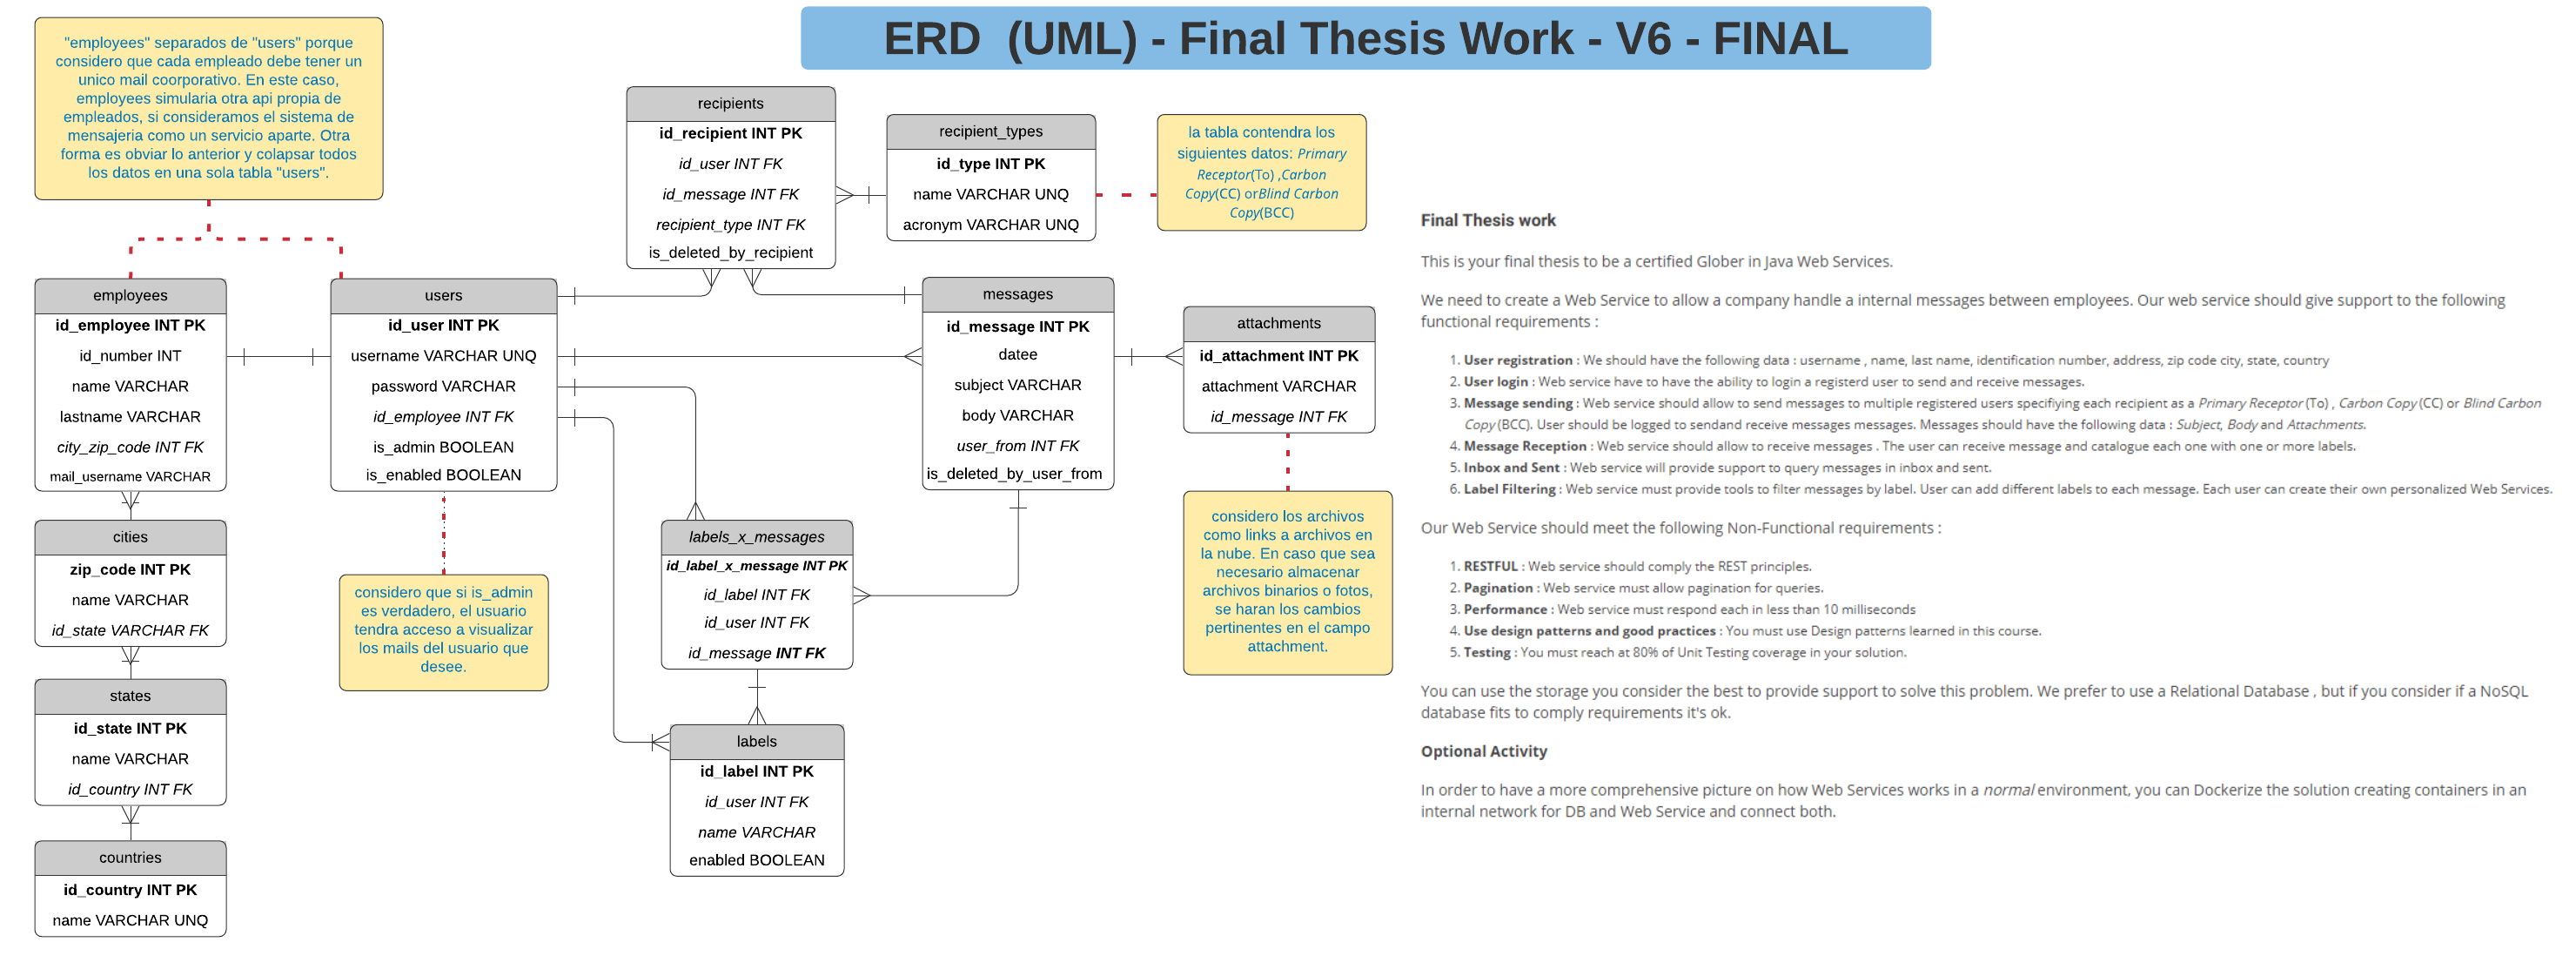 ERD (UML) - Final Thesis Work - V6 - FINAL
"employees" separados de "users" porque
considero que cada empleado debe tener un
unico mail coorporativo. En este caso,
employees simularia otra api propia de
empleados, si consideramos el sistema de
mensajeria como un servicio aparte. Otra
forma es obviar lo anterior y colapsar todos
los datos en una sola tabla "users".
recipients
id_recipient INT PK
id_user INT FK
id_message INT FK
recipient_type INT FK
is_deleted_by_recipient
recipient_types
id_type INT PK
name VARCHAR UNQ
acronym VARCHAR UNQ
la tabla contendra los
siguientes datos: Primary
Receptor(To) ,Carbon
Copy(CC) orBlind Carbon
Copy(BCC)
employees
id_employee INT PK
id_number INT
name VARCHAR
lastname VARCHAR
city_zip_code INT FK
mail_username VARCHAR
users
id_user INT PK
username VARCHAR UNQ
password VARCHAR
id_employee INT FK
is_admin BOOLEAN
is_enabled BOOLEAN
messages
id_message INT PK
datee
subject VARCHAR
body VARCHAR
user_from INT FK
is_deleted_by_user_from
attachments
id_attachment INT PK
attachment VARCHAR
id_message INT FK
cities
zip_code INT PK
name VARCHAR
id_state VARCHAR FK
considero que si is_admin
es verdadero, el usuario
tendra acceso a visualizar
los mails del usuario que
desee.
labels_x_messages
id_label_x_message INT PK
id_label INT FK
id_user INT FK
id_message INT FK
considero los archivos
como links a archivos en
la nube. En caso que sea
necesario almacenar
archivos binarios o fotos,
se haran los cambios
pertinentes en el campo
attachment.
states
id_state INT PK
name VARCHAR
id_country INT FK
labels
id_label INT PK
id_user INT FK
name VARCHAR
enabled BOOLEAN
countries
id_country INT PK
name VARCHAR UNQ
Final Thesis work
This is your final thesis to be a certified Glober in Java Web Services.
We need to create a Web Service to allow a company handle a internal messages between employees. Our web service should give support to the following
functional requirements :
1. User registration : We should have the following data : username , name, last name, identification number, address, zip code city, state, country
2. User login : Web service have to have the ability to login a registerd user to send and receive messages.
3. Message sending : Web service should allow to send messages to multiple registered users specifiying each recipient as a Primary Receptor (To) , Carbon Copy (CC) or Blind Carbon
Copy (BCC). User should be logged to sendand receive messages messages. Messages should have the following data : Subject, Body and Attachments.
4. Message Reception : Web service should allow to receive messages . The user can receive message and catalogue each one with one or more labels.
5. Inbox and Sent : Web service will provide support to query messages in inbox and sent.
6. Label Filtering : Web service must provide tools to filter messages by label. User can add different labels to each message. Each user can create their own personalized Web Services.
Our Web Service should meet the following Non-Functional requirements :
1. RESTFUL : Web service should comply the REST principles.
2. Pagination : Web service must allow pagination for queries.
3. Performance : Web service must respond each in less than 10 milliseconds
4. Use design patterns and good practices : You must use Design patterns learned in this course.
5. Testing : You must reach at 80% of Unit Testing coverage in your solution.
You can use the storage you consider the best to provide support to solve this problem. We prefer to use a Relational Database , but if you consider if a NoSQL
database fits to comply requirements it's ok.
Optional Activity
In order to have a more comprehensive picture on how Web Services works in a normal environment, you can Dockerize the solution creating containers in an
internal network for DB and Web Service and connect both.